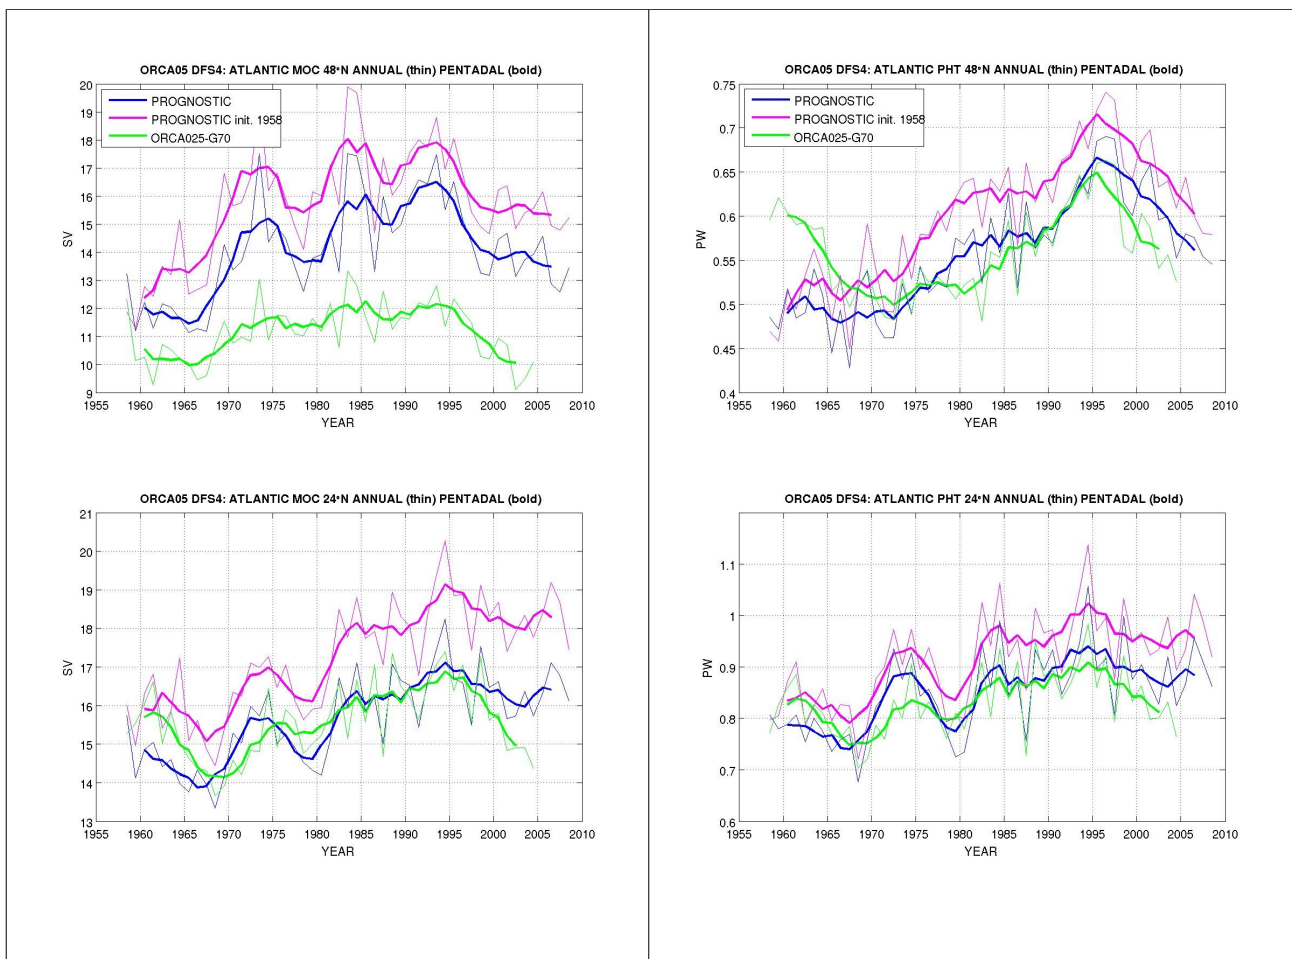 ORCA05 DFS4: ATLANTIC MOC 48°N ANNUAL (thin) PENTADAL (bold)
20
19
18
17
16
15
14
13
12
11
10
9
SV
PROGNOSTIC
PROGNOSTIC init. 1958
ORCA025-G70
1955 1960 1965 1970 1975 1980 1985 1990 1995 2000 2005 2010
YEAR
ORCA05 DFS4: ATLANTIC PHT 48°N ANNUAL (thin) PENTADAL (bold)
0.75
0.7
0.65
0.6
0.55
0.5
0.45
0.4
PW
PROGNOSTIC
PROGNOSTIC init. 1958
ORCA025-G70
1955 1960 1965 1970 1975 1980 1985 1990 1995 2000 2005 2010
YEAR
ORCA05 DFS4: ATLANTIC MOC 24°N ANNUAL (thin) PENTADAL (bold)
21
20
19
18
17
16
15
14
13
SV
1955 1960 1965 1970 1975 1980 1985 1990 1995 2000 2005 2010
YEAR
ORCA05 DFS4: ATLANTIC PHT 24°N ANNUAL (thin) PENTADAL (bold)
1.1
1
0.9
0.8
0.7
0.6
PW
1955 1960 1965 1970 1975 1980 1985 1990 1995 2000 2005 2010
YEAR